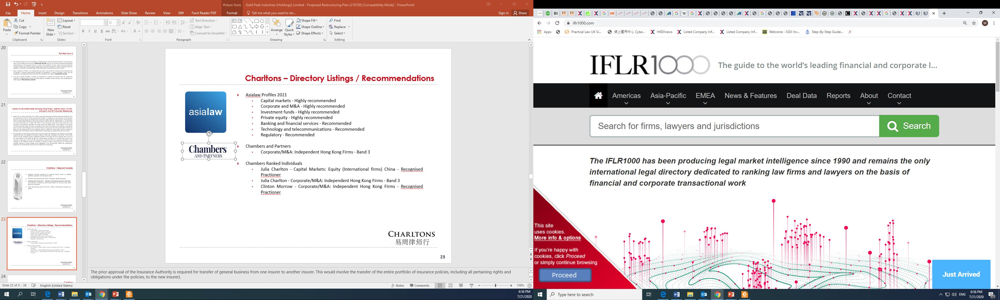 Picture Tools
Gold Peak Industries (Holdings) Limited - Proposed Restructuring Plan (210720) [Compatibility Mode] - PowerPoint
File Home Insert Design Transitions Animations Slide Show Review View DM Foxit Reader PDF Format Tell me what you want to do... Sign in Share
Cut
Copy
Format Painter
Paste
Clipboard
New Slide
Layout
Reset
Section
Slides
12
Font
Text Direction
Align Text
Convert to SmartArt
Paragraph
Arrange
Quick Styles
Shape Fill
Shape Outline
Shape Effects
Drawing
Find
Replace
Select
Editing
20
21
22
Charltons – Relevant Awards
23
Charltons – Directory Listings / Recommendations
24
Charltons – Directory Listings / Recommendations
asialaw
Asialaw Profiles 2021
Capital markets - Highly recommended
Corporate and M&A - Highly recommended
Investment funds - Highly recommended
Private equity - Highly recommended
Banking and financial services - Recommended
Technology and telecommunications - Recommended
Regulatory - Recommended
Chambers
AND PARTNERS
Chambers and Partners
Corporate/M&A: Independent Hong Kong Firms - Band 3
Chambers Ranked Individuals
Julia Charlton - Capital Markets: Equity (International firms) China - Recognised
Practioner
Julia Charlton - Corporate/M&A: Independent Hong Kong Firms - Band 3
Clinton Morrow - Corporate/M&A: Independent Hong Kong Firms - Recognised
Practioner
CHARLTONS
易周律师行
23
The prior approval of the Insurance Authority is required for transfer of general business from one insurer to another insurer. This would involve the transfer of the entire portfolio of insurance policies, including all pertaining rights and
obligations under the policies, to the new insurer).
Slide 23 of 0 .. 36 English (United States) Notes Comments 108%
6:56 PM
7/21/2020
iflr1000.com
Apps Practical Law UK Si... 網上查冊中心 Cybe... HKEXnews Listed Company Inf... Listed Company Inf... Welcome - SGX Inv... Step-By-Step Guide...
IFLR1000
The guide to the world's leading financial and corporate l...
Americas Asia-Pacific EMEA News & Features Deal Data Reports About Contact
Search for firms, lawyers and jurisdictions
Search
The IFLR1000 has been producing legal market intelligence since 1990 and remains the only
international legal directory dedicated to ranking law firms and lawyers on the basis of
financial and corporate transactional work
This site
uses cookies.
More info & options
If you're happy with
cookies, click Proceed
or simply continue browsing
Proceed
Just Arrived
Type here to search
ENG
6:56 PM
7/21/2020
23